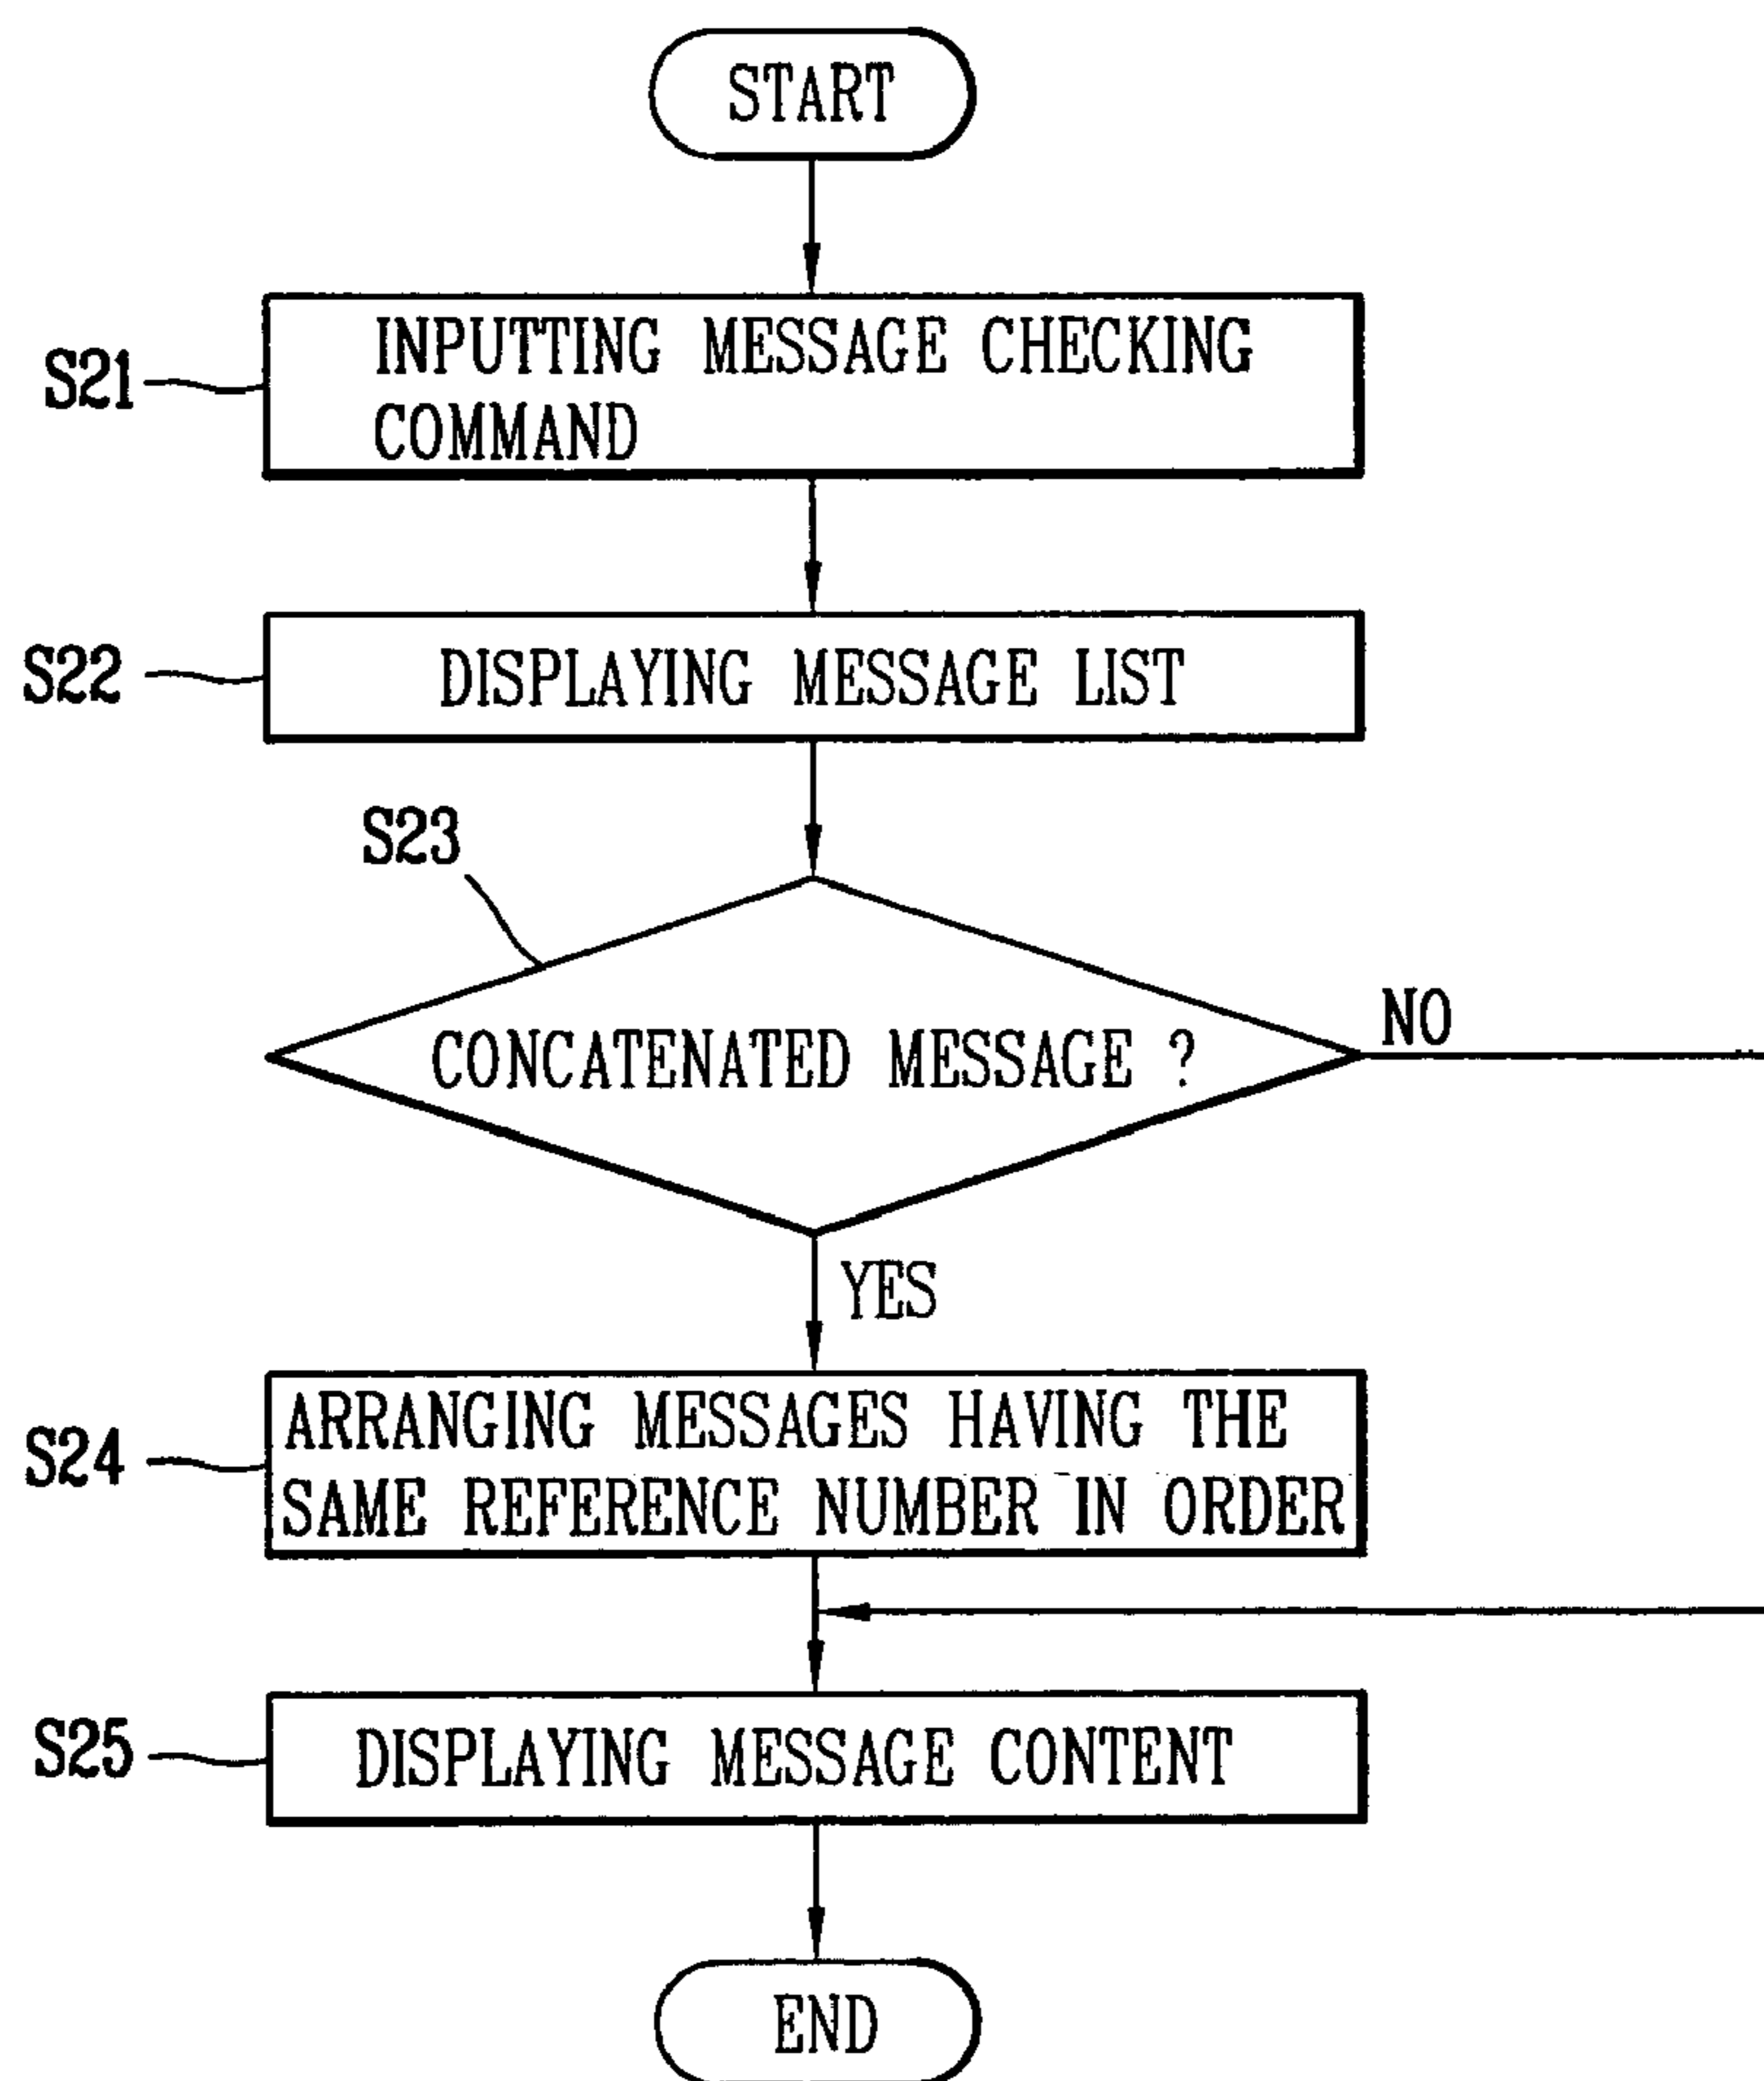 START
S21
INPUTTING MESSAGE CHECKING
COMMAND
S22
DISPLAYING MESSAGE LIST
S23
CONCATENATED MESSAGE ?
NO
YES
S24
ARRANGING MESSAGES HAVING THE
SAME REFERENCE NUMBER IN ORDER
S25
DISPLAYING MESSAGE CONTENT
END